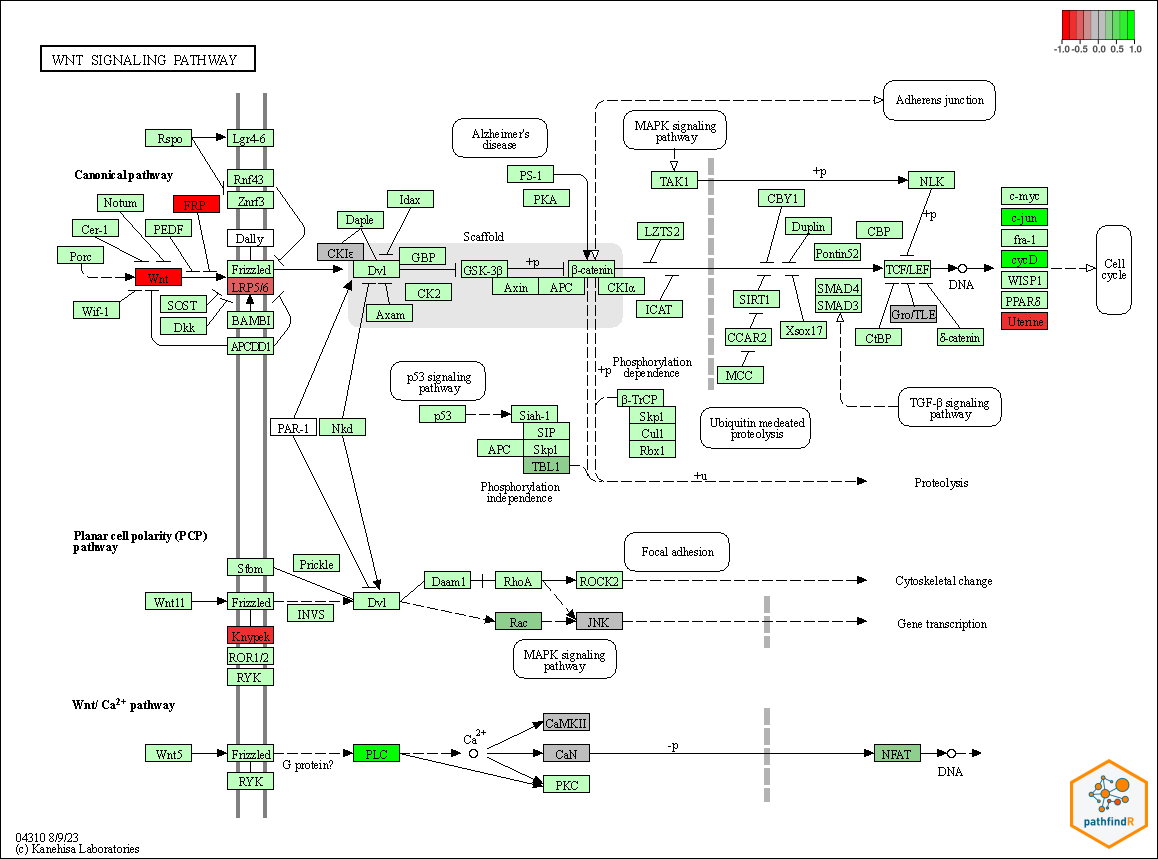 WNT SIGNALING PATHWAY
-1.0 -0.5 0.0 0.5 1.0
Adherens junction
MAPK signaling
pathway
Alzheimer's
disease
Rspo
Lgr4-6
Canonical pathway
Rnf43
Znrf3
PS-1
PKA
TAK1
+p
NLK
+p
c-myc
c-jun
fra-1
cycD
WISP1
PPARδ
Uterine
Cell
cycle
Notum
FRP
Cer-1
PEDF
Porc
Wnt
Dally
Frizzled
LRP5/6
SOST
Dkk
Wif-1
BAMBI
APCDD1
Idax
Daple
CKIε
Dvl
GBP
CK2
Axam
Scaffold
GSK-3β
+p
β-catenin
Axin
APC
CKIα
LZTS2
ICAT
CBY1
Duplin
CBP
Pontin52
SMAD4
SMAD3
SIRT1
CCAR2
MCC
Xsox17
TCF/LEF
DNA
Gro/TLE
CtBP
δ-catenin
p53 signaling
pathway
p53
Siah-1
SIP
APC
Skp1
TBL1
Phosphorylation
independence
+p
Phosphorylation
dependence
β-TrCP
Skp1
Cul1
Rbx1
Ubiquitin medeated
proteolysis
TGF-β signaling
pathway
PAR-1
Nkd
+u
Proteolysis
Planar cell polarity (PCP)
pathway
Stbm
Prickle
Wnt11
Frizzled
INVS
Dvl
Knypek
ROR1/2
RYK
Daam1
RhoA
ROCK2
Focal adhesion
Cytoskeletal change
Rac
JNK
Gene transcription
MAPK signaling
pathway
Wnt/ Ca2+ pathway
Wnt5
Frizzled
RYK
G protein?
PLC
Ca2+
CaMKII
CaN
PKC
-p
NFAT
DNA
pathfindR
04310 8/9/23
(c) Kanehisa Laboratories